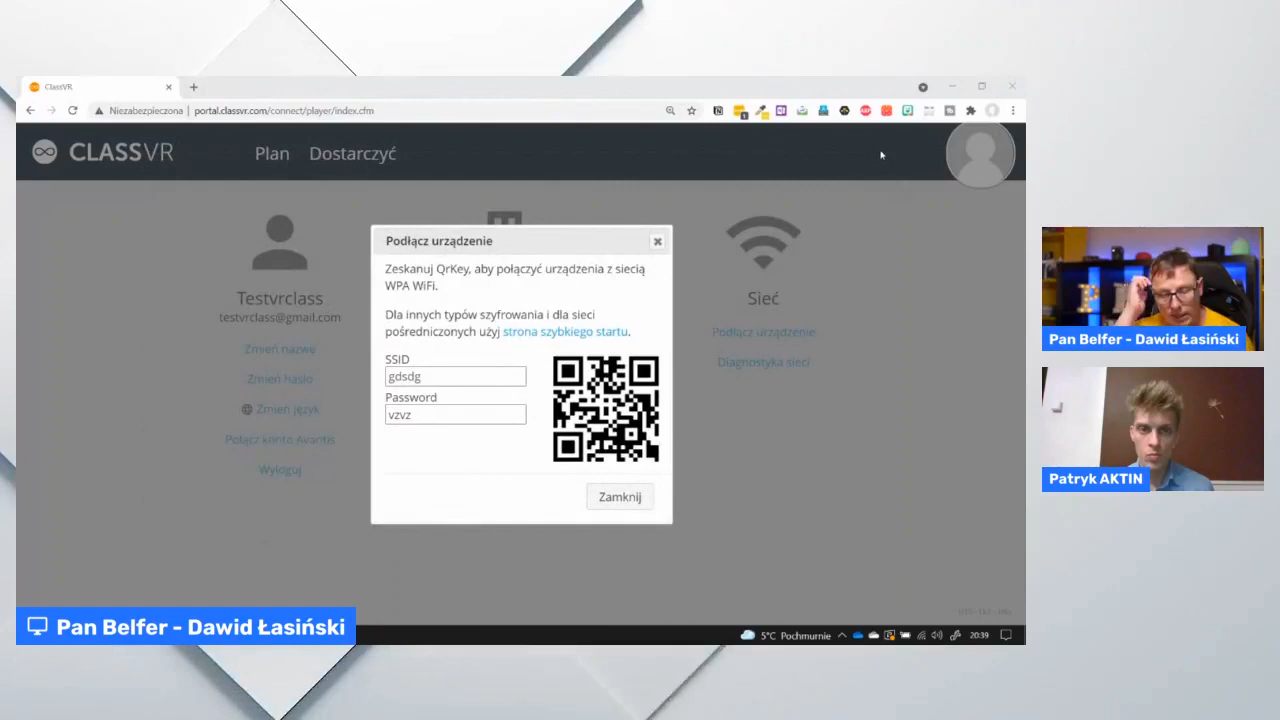 ClassVR
Niezabezpieczona
portal.classvr.com/connect/player/index.cfm
CLASSVR
Plan
Dostarczyć
Testvrclass
testvrclass@gmail.com
Zmień nazwę
Zmień hasło
Zmień język
Połącz konto Avantis
Wyloguj
Podłącz urządzenie
Zeskanuj QrKey, aby połączyć urządzenia z siecią
WPA WiFi.
Dla innych typów szyfrowania i dla sieci
pośredniczonych użyj strona szybkiego startu.
SSID
gdsdg
Password
vzvz
Zamknij
Sieć
Podłącz urządzenie
Diagnostyka sieci
5°C Pochmurnie
20:39
Pan Belfer - Dawid Łasiński
Pan Belfer - Dawid Łasiński
Patryk AKTIN